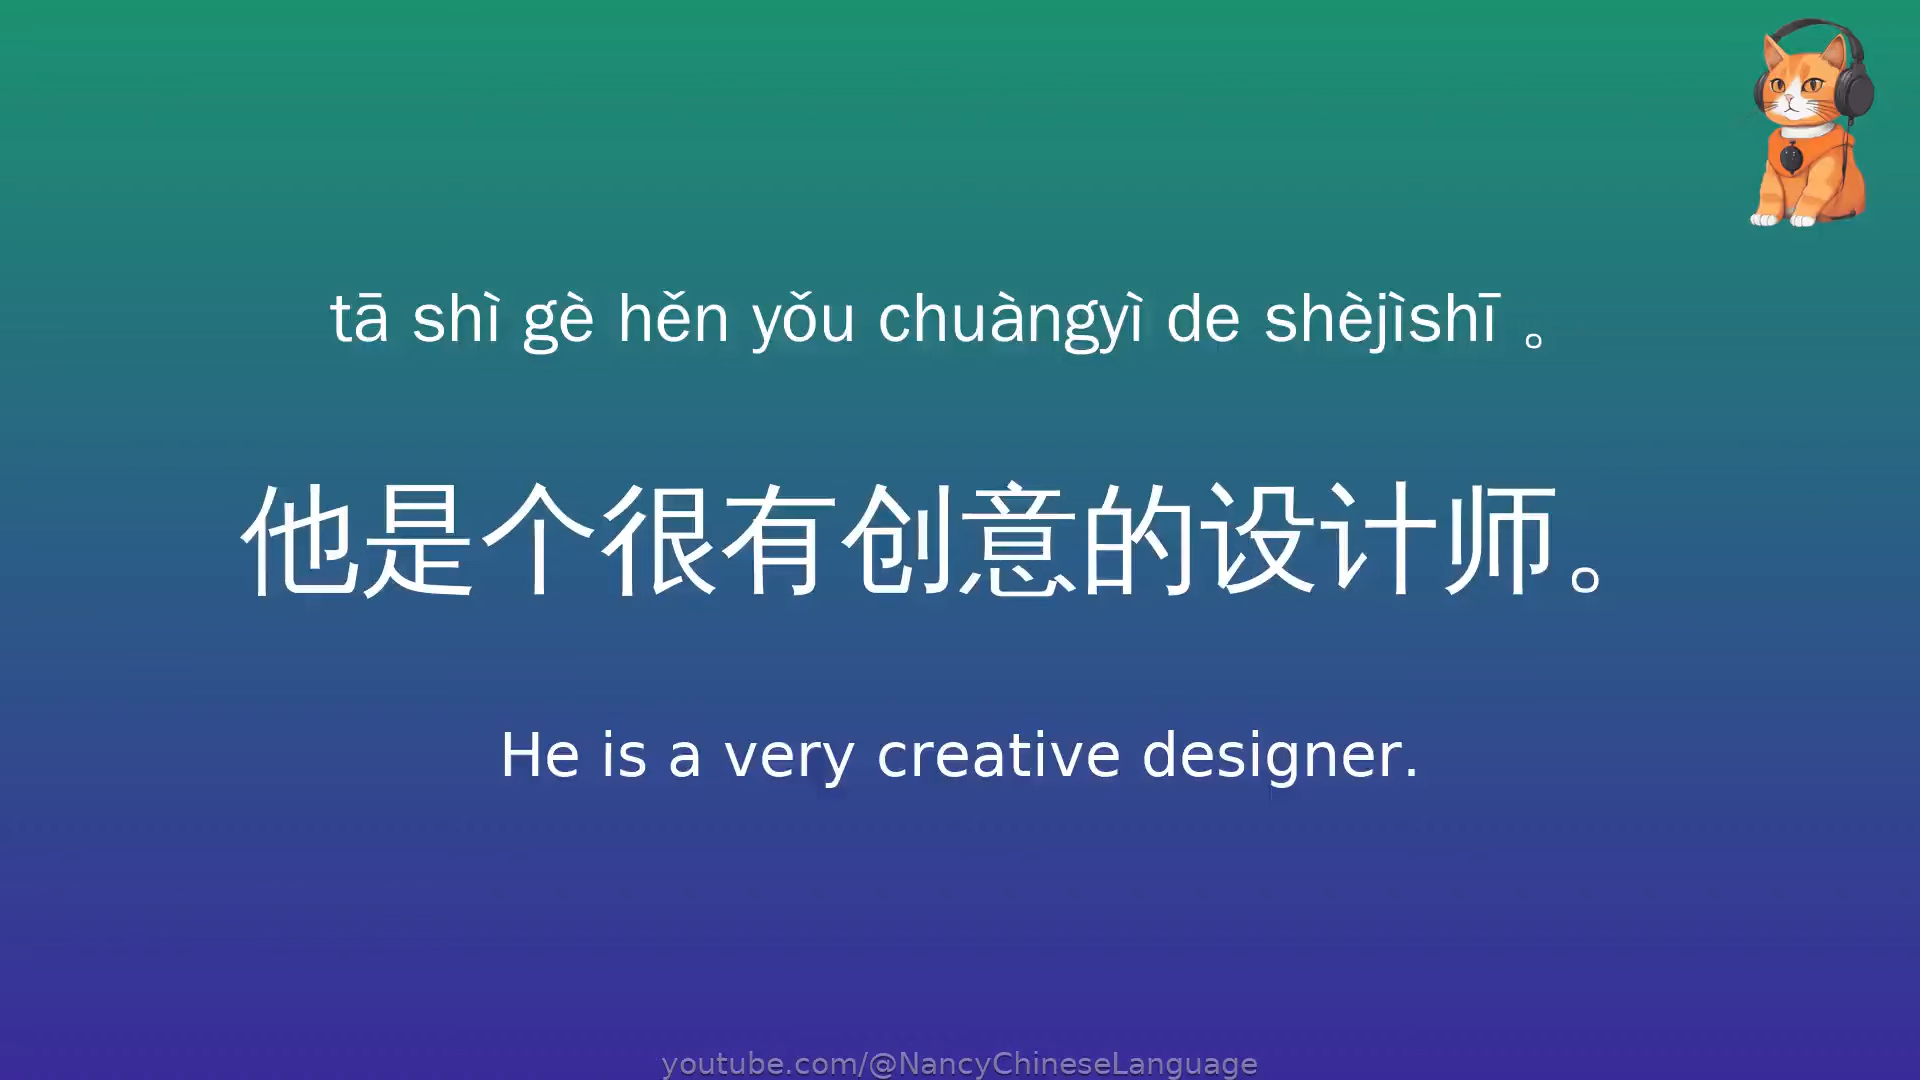 tā shì gè hěn yǒu chuàngyì de shèjìshī 。
他是个很有创意的设计师。
He is a very creative designer.
youtube.com/@NancyChineseLanguage